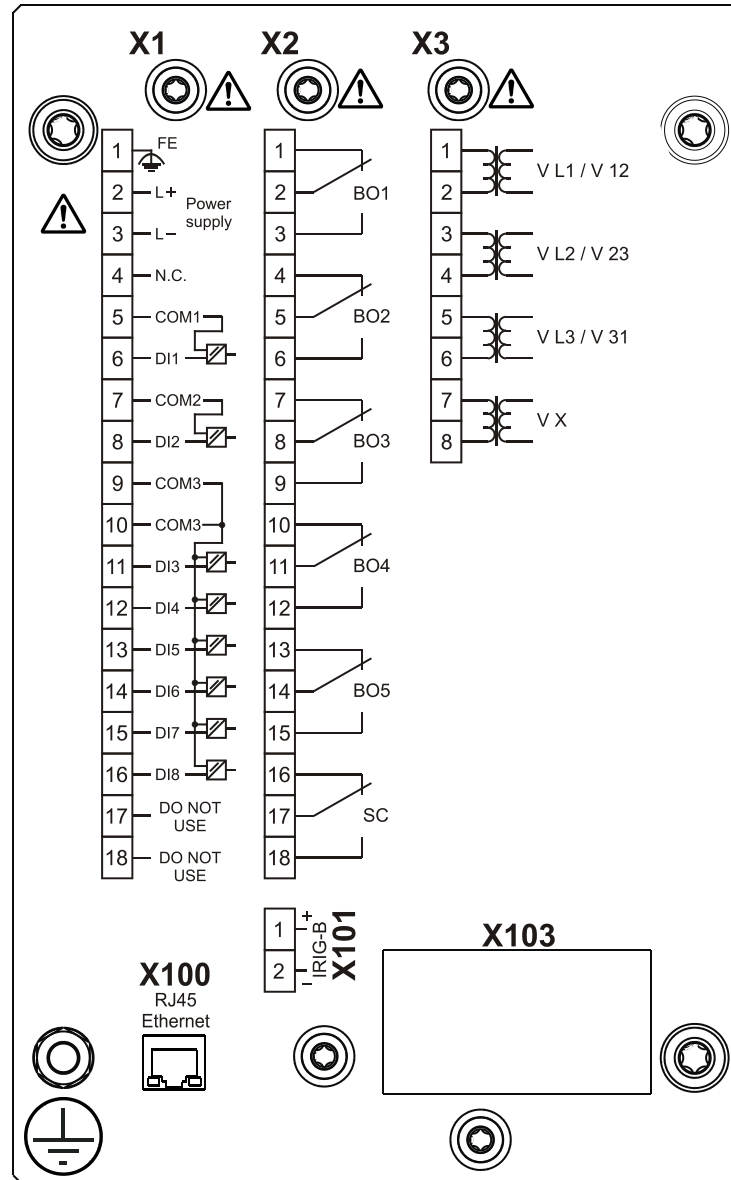 X1
X2
X3
1 FE
2 L+
Power
supply
3 L−
4 N.C.
5 COM1
6 DI1
7 COM2
8 DI2
9 COM3
10 COM3
11 DI3
12 DI4
13 DI5
14 DI6
15 DI7
16 DI8
17 DO NOT
USE
18 DO NOT
USE
1
2 BO1
3
4
5 BO2
6
7
8 BO3
9
10
11 BO4
12
13
14 BO5
15
16
17 SC
18
1
V L1 / V 12
2
3
V L2 / V 23
4
5
V L3 / V 31
6
7
V X
8
1 +
2 −
IRIG-B
X101
X100
RJ45
Ethernet
X103